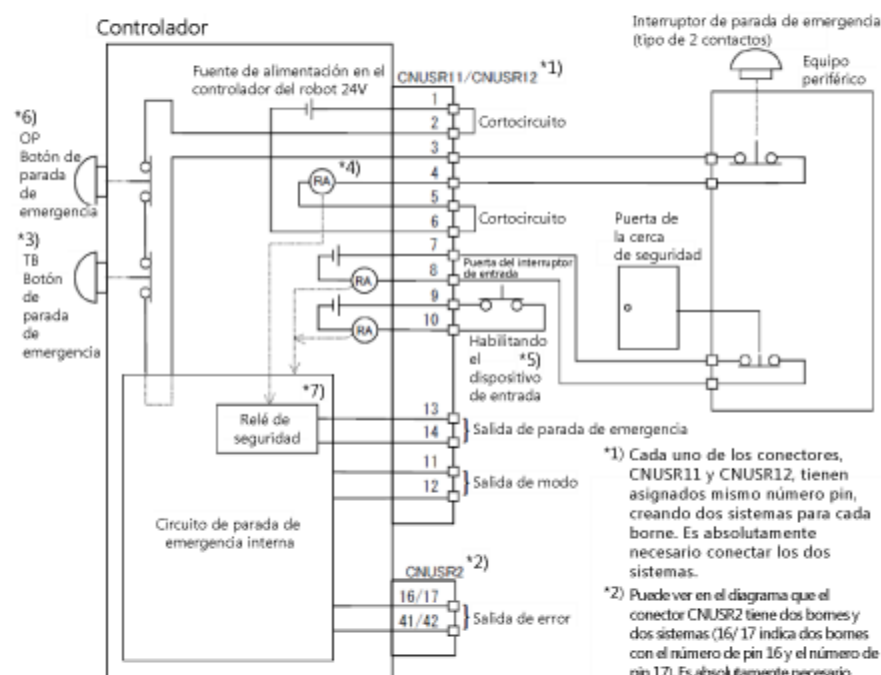 Controlador
Interruptor de parada de emergencia
(tipo de 2 contactos)
Equipo
periférico
Fuente de alimentación en el
controlador del robot 24V
CNUSR11/CNUSR12 *1)
1
2
Cortocircuito
3
*6)
OP
Botón de
parada
de
emergencia
RA
*4)
4
5
6
Cortocircuito
*3)
TB
Botón
de
parada
de
emergencia
7
Puerta del interruptor
de entrada
RA
8
9
RA
10
Habilitando
el *5)
dispositivo
de entrada
Puerta de
la cerca
de seguridad
*7)
Relé de
seguridad
13
14
Salida de parada de emergencia
11
12
Salida de modo
Circuito de parada de
emergencia interna
CNUSR2 *2)
16/17
41/42
Salida de error
*1) Cada uno de los conectores,
CNUSR11 y CNUSR12, tienen
asignados mismo número pin,
creando dos sistemas para cada
borne. Es absolutamente
necesario conectar los dos
sistemas.
*2) Puede ver en el diagrama que el
conector CNUSR2 tiene dos bornes y
dos sistemas (16/17 indica dos bornes
con el número de pin 16 y el número de
pin 17). Es absolutamente necesario